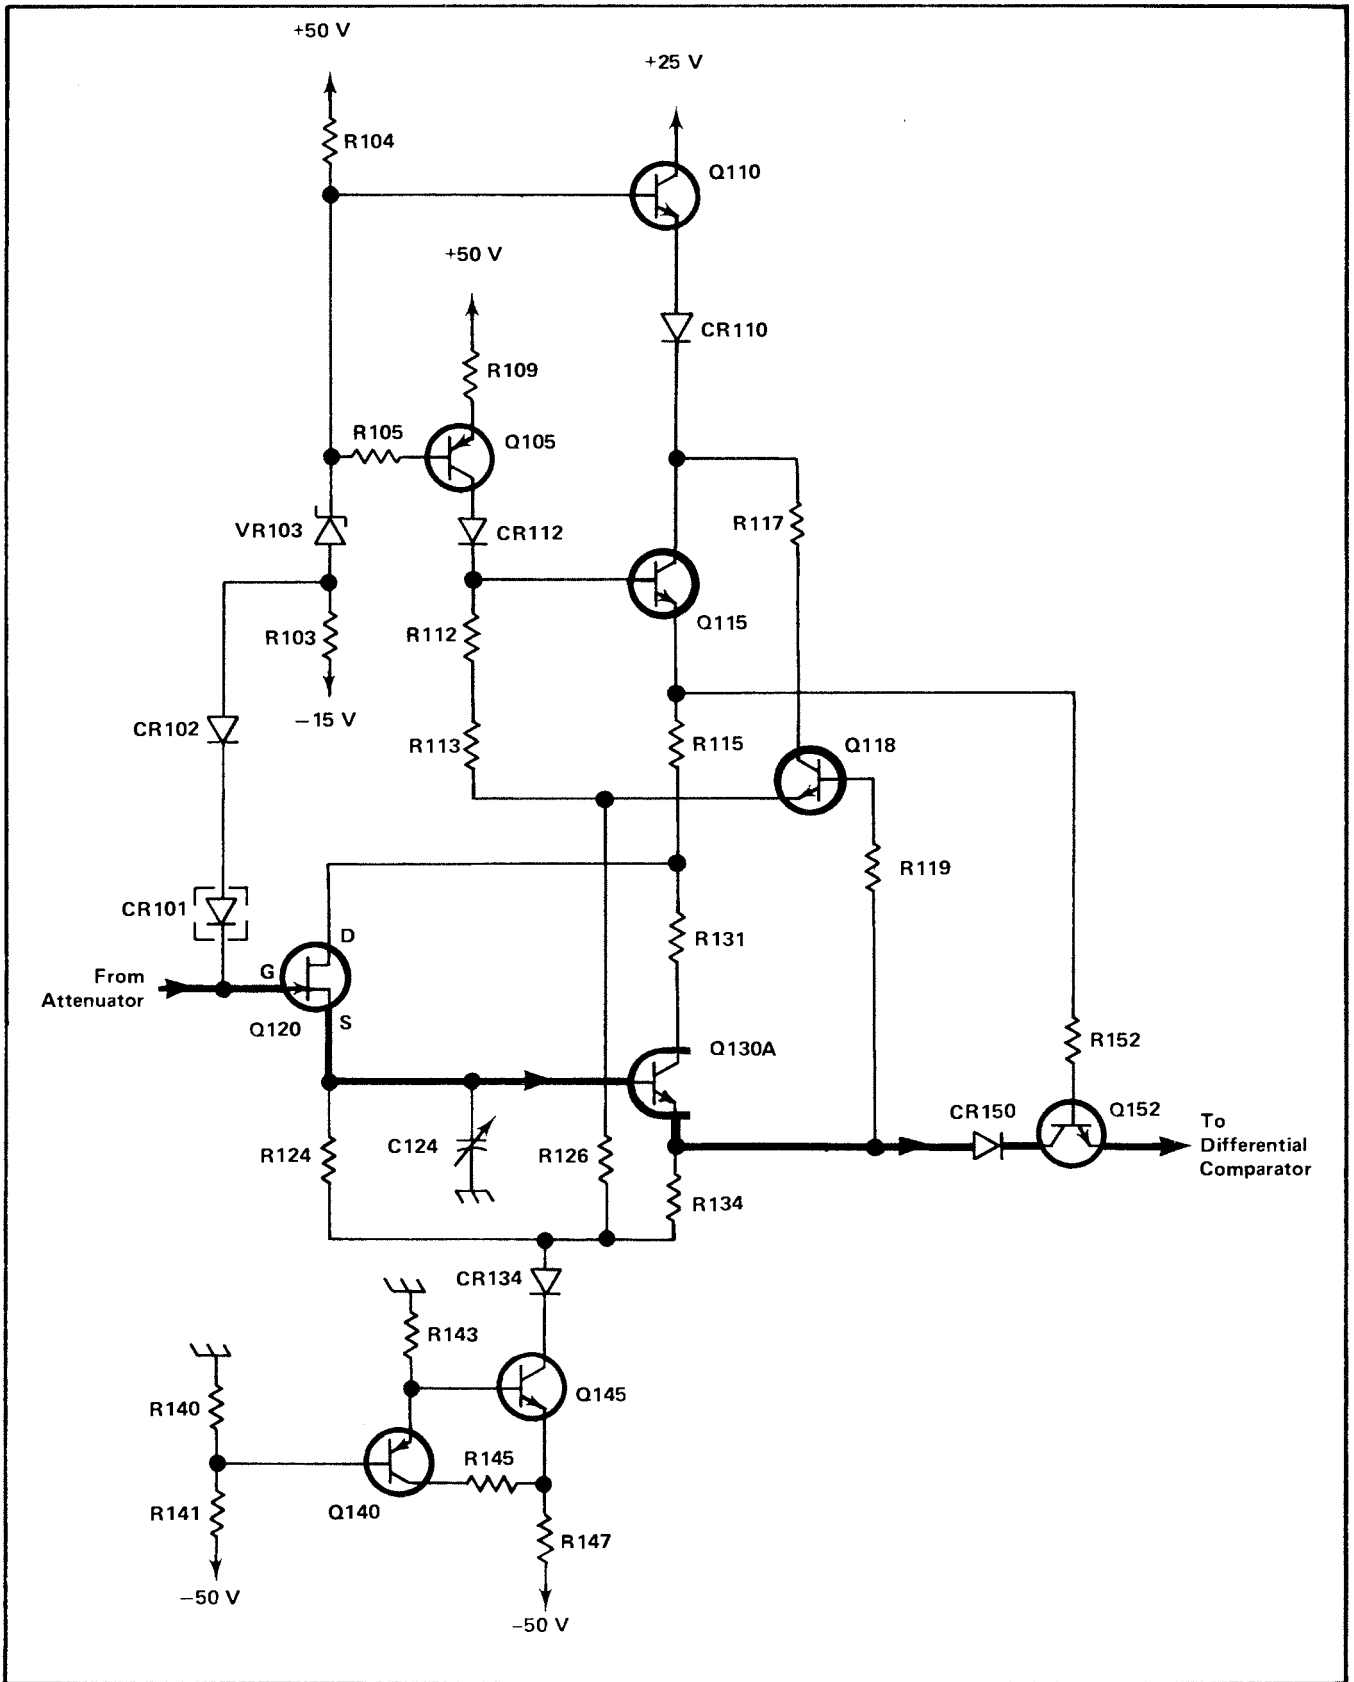 +50 V
+25 V
R104
Q110
+50 V
CR110
R109
R105
Q105
R117
VR103
CR112
Q115
R103
R112
−15 V
CR102
R113
R115
Q118
R119
CR101
D
R131
From
Attenuator
G
Q120
S
Q130A
R152
CR150
Q152
To
Differential
Comparator
R124
C124
R126
R134
CR134
R143
Q145
R140
R145
R141
Q140
R147
−50 V
−50 V